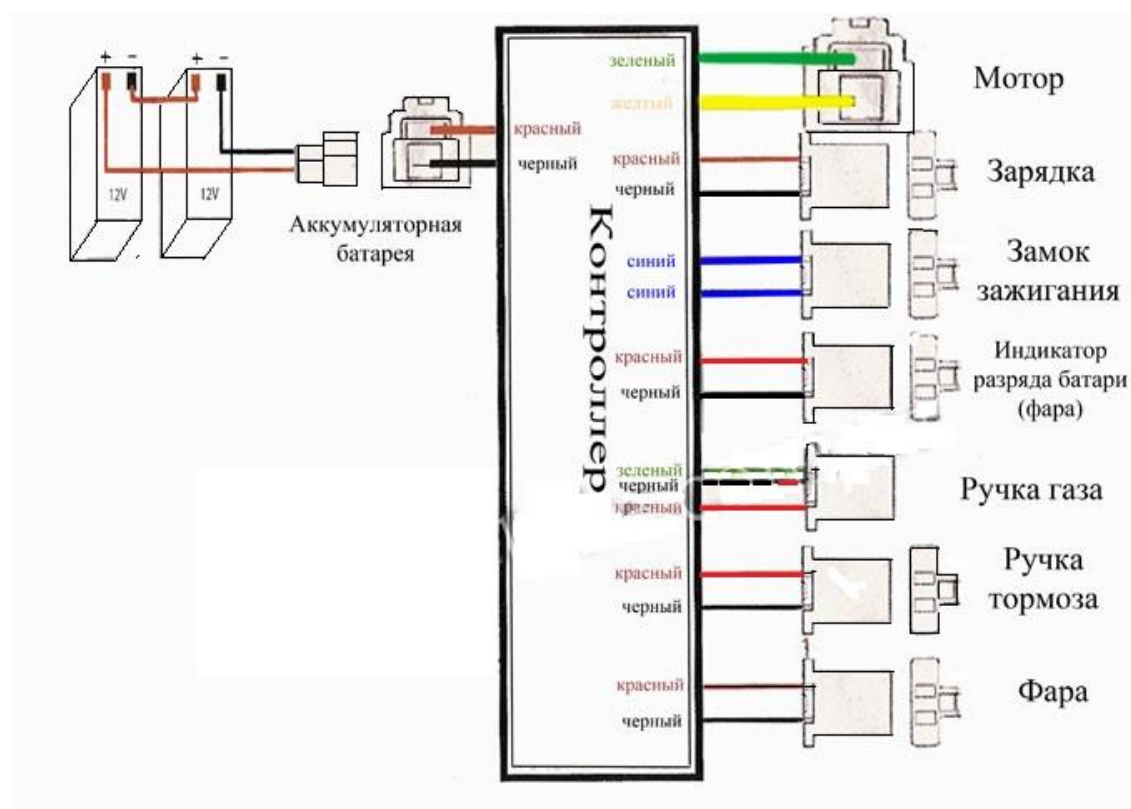 + − + −
12V 12V
Аккумуляторная
батарея
красный
черный
Контроллер
зеленый
желтый
Мотор
красный
черный
Зарядка
синий
синий
Замок
зажигания
красный
черный
Индикатор
разряда батари
(фара)
зеленый
черный
Ручка газа
красный
черный
Ручка
тормоза
красный
черный
Фара